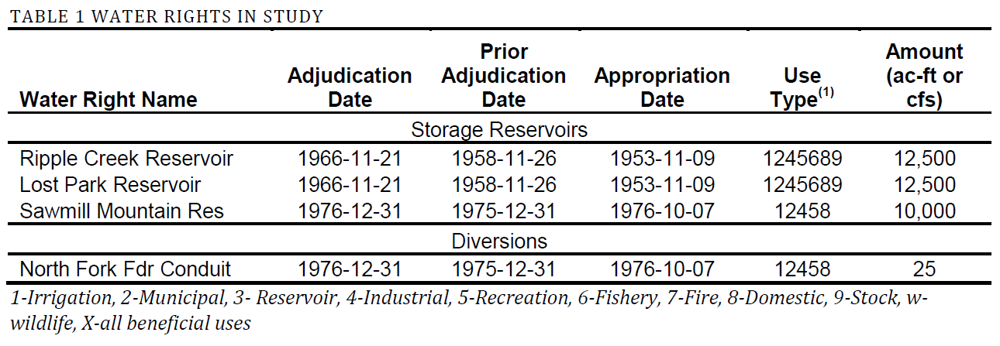 TABLE 1 WATER RIGHTS IN STUDY
Water Right Name Adjudication Date Prior Adjudication Date Appropriation Date Use Type(1) Amount (ac-ft or cfs)
Storage Reservoirs
Ripple Creek Reservoir 1966-11-21 1958-11-26 1953-11-09 1245689 12,500
Lost Park Reservoir 1966-11-21 1958-11-26 1953-11-09 1245689 12,500
Sawmill Mountain Res 1976-12-31 1975-12-31 1976-10-07 12458 10,000
Diversions
North Fork Fdr Conduit 1976-12-31 1975-12-31 1976-10-07 12458 25
1-Irrigation, 2-Municipal, 3- Reservoir, 4-Industrial, 5-Recreation, 6-Fishery, 7-Fire, 8-Domestic, 9-Stock, w-
wildlife, X-all beneficial uses